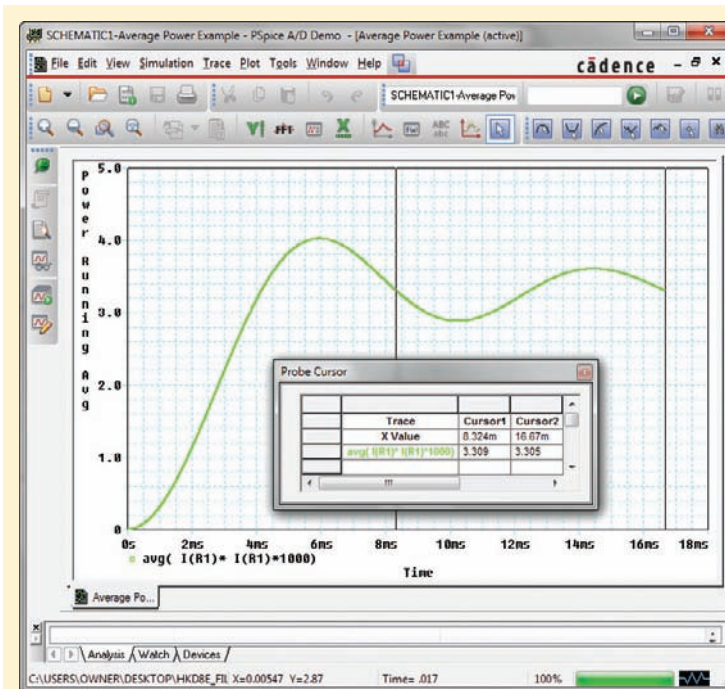 SCHEMATIC1-Average Power Example - PSpice A/D Demo - [Average Power Example (active)]
File Edit View Simulation Trace Plot Tools Window Help
cādence
SCHEMATIC1-Average Pow
Power Running Avg
5.0
4.0
3.0
2.0
1.0
0
Probe Cursor
Trace Cursor1 Cursor2
X Value 8.324m 16.67m
avg( I(R1)* I(R1)*1000) 3.309 3.305
0s 2ms 4ms 6ms 8ms 10ms 12ms 14ms 16ms 18ms
avg( I(R1)* I(R1)*1000)
Time
Average Po...
Analysis Watch Devices
C:\USERS\OWNER\DESKTOP\HKD8E_FIL X=0.00547 Y=2.87 Time= .017 100%